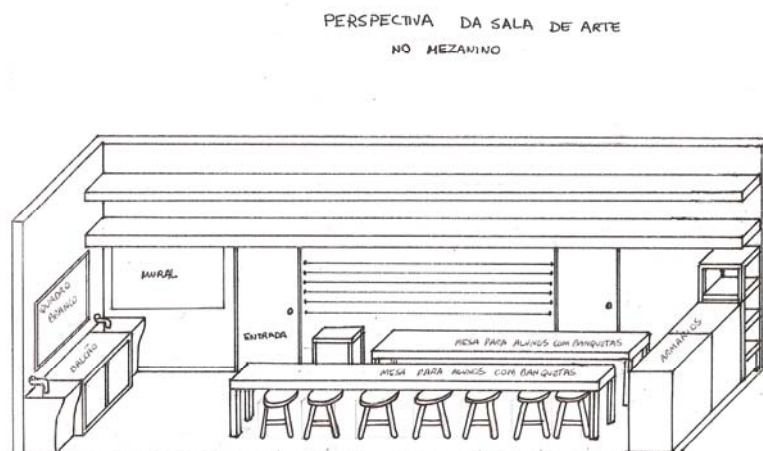 PERSPECTIVA DA SALA DE ARTE
NO MEZANINO
QUADRO
BRANCO
MURAL
ENTRADA
BALCÃO
MESA PARA ALUNOS COM BANQUETAS
MESA PARA ALUNOS COM BANQUETAS
ARMÁRIOS